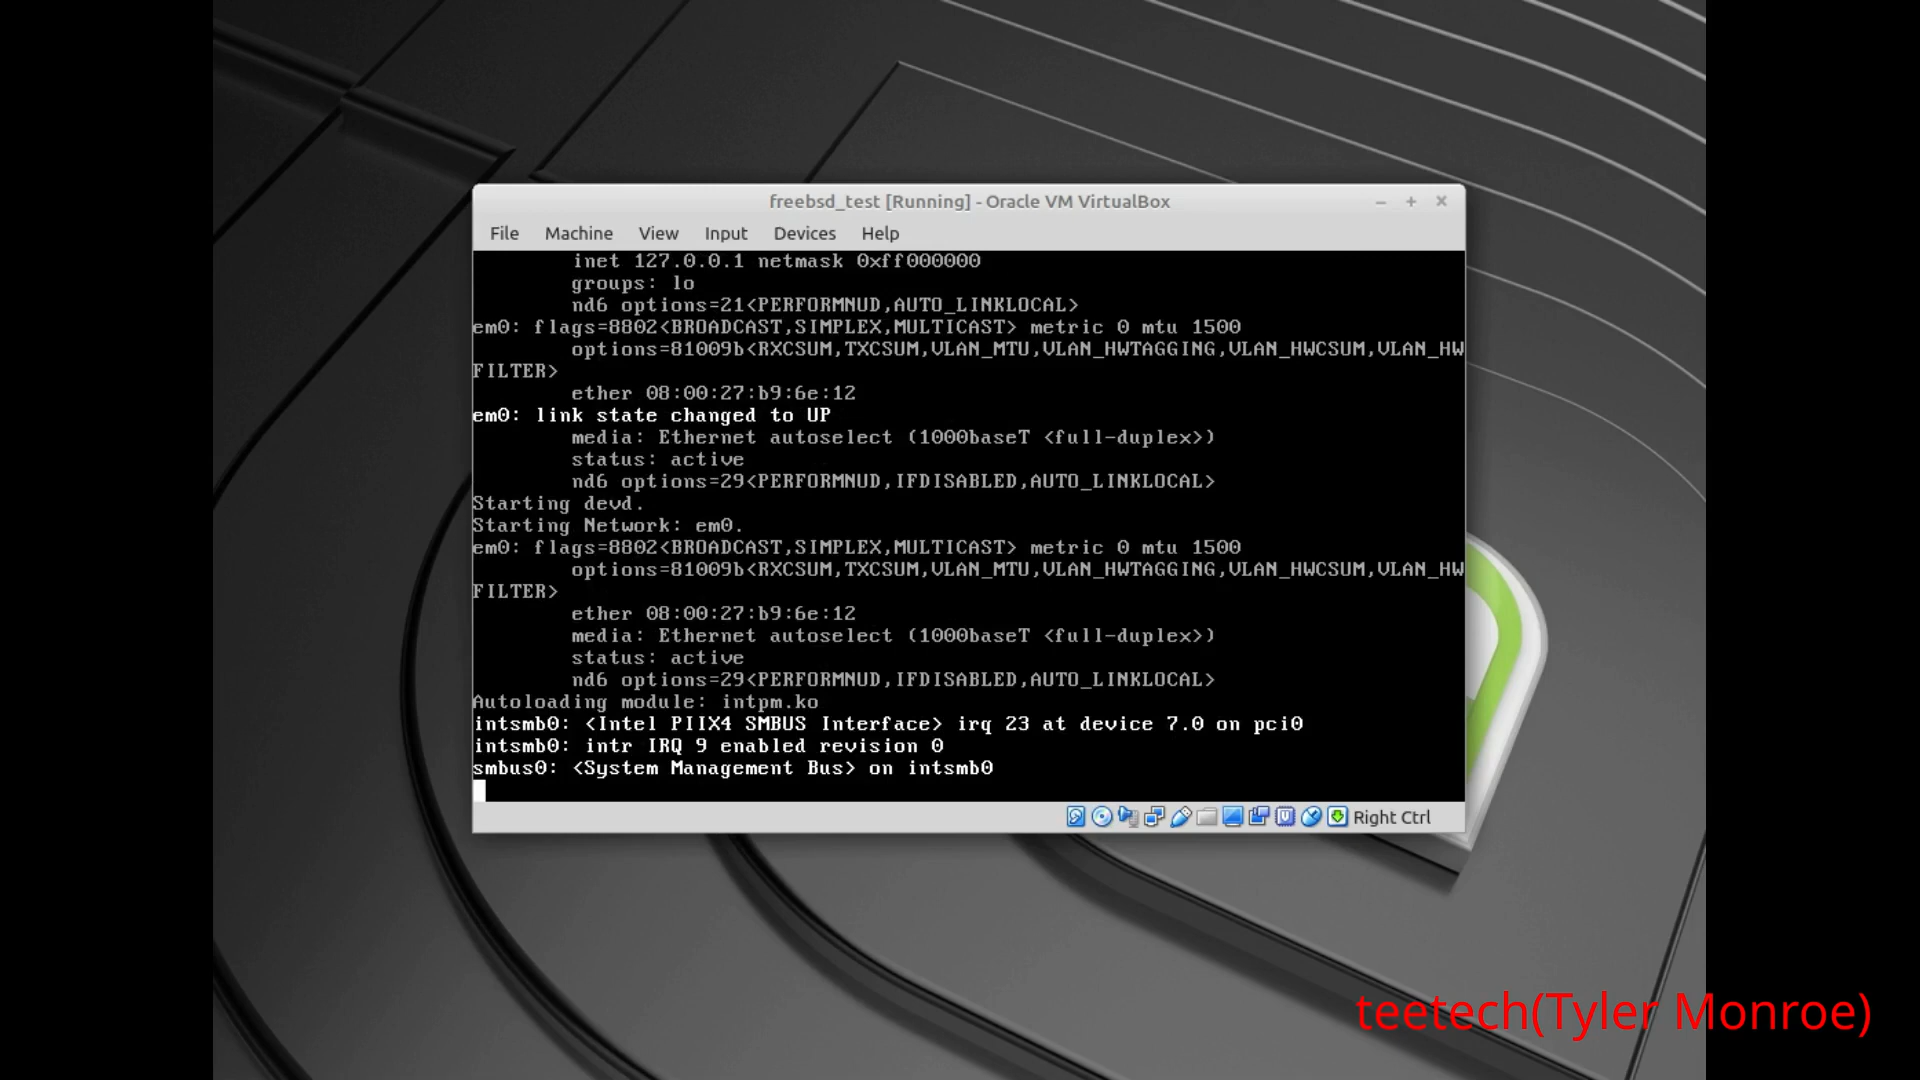 freebsd_test [Running] - Oracle VM VirtualBox
File Machine View Input Devices Help
inet 127.0.0.1 netmask 0xff000000
groups: lo
nd6 options=21<PERFORMNUD,AUTO_LINKLOCAL>
em0: flags=8802<BROADCAST,SIMPLEX,MULTICAST> metric 0 mtu 1500
options=81009b<RXCSUM,TXCSUM,VLAN_MTU,VLAN_HWTAGGING,VLAN_HWCSUM,VLAN_HW
FILTER>
ether 08:00:27:b9:6e:12
em0: link state changed to UP
media: Ethernet autoselect (1000baseT <full-duplex>)
status: active
nd6 options=29<PERFORMNUD,IFDISABLED,AUTO_LINKLOCAL>
Starting devd.
Starting Network: em0.
em0: flags=8802<BROADCAST,SIMPLEX,MULTICAST> metric 0 mtu 1500
options=81009b<RXCSUM,TXCSUM,VLAN_MTU,VLAN_HWTAGGING,VLAN_HWCSUM,VLAN_HW
FILTER>
ether 08:00:27:b9:6e:12
media: Ethernet autoselect (1000baseT <full-duplex>)
status: active
nd6 options=29<PERFORMNUD,IFDISABLED,AUTO_LINKLOCAL>
Autoloading module: intpm.ko
intsmb0: <Intel PIIX4 SMBUS Interface> irq 23 at device 7.0 on pci0
intsmb0: intr IRQ 9 enabled revision 0
smbus0: <System Management Bus> on intsmb0
Right Ctrl
teetech(Tyler Monroe)